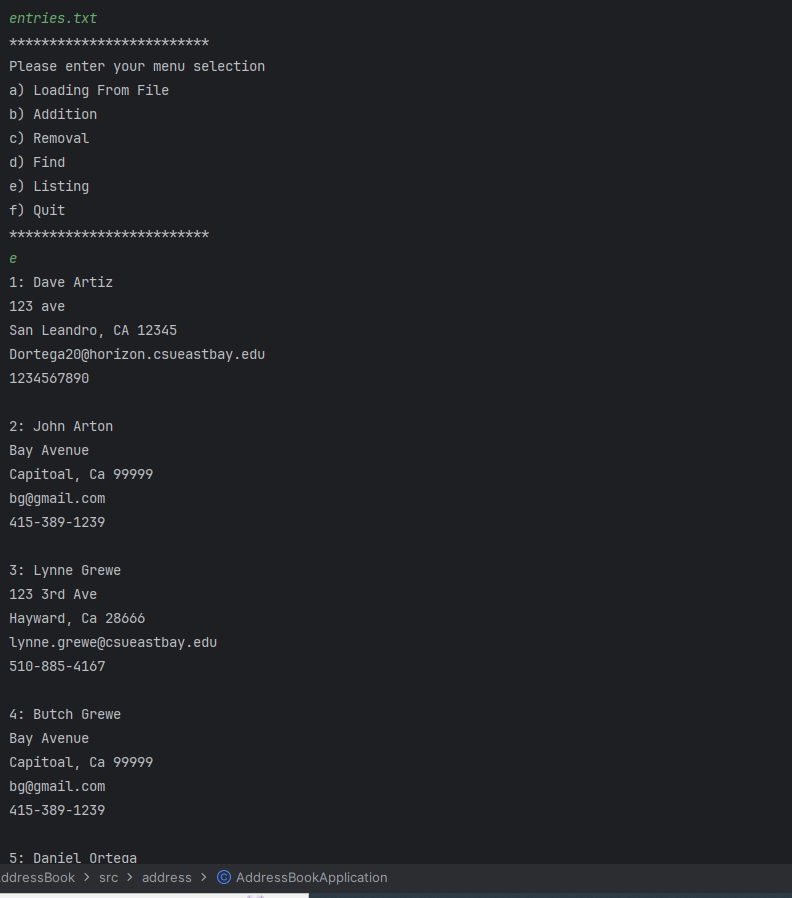 entries.txt
*************************
Please enter your menu selection
a) Loading From File
b) Addition
c) Removal
d) Find
e) Listing
f) Quit
*************************
e
1: Dave Artiz
123 ave
San Leandro, CA 12345
Dortega20@horizon.csueastbay.edu
1234567890
2: John Arton
Bay Avenue
Capitoal, Ca 99999
bg@gmail.com
415-389-1239
3: Lynne Grewe
123 3rd Ave
Hayward, Ca 28666
lynne.grewe@csueastbay.edu
510-885-4167
4: Butch Grewe
Bay Avenue
Capitoal, Ca 99999
bg@gmail.com
415-389-1239
5: Daniel Ortega
ddressBook > src > address > © AddressBookApplication